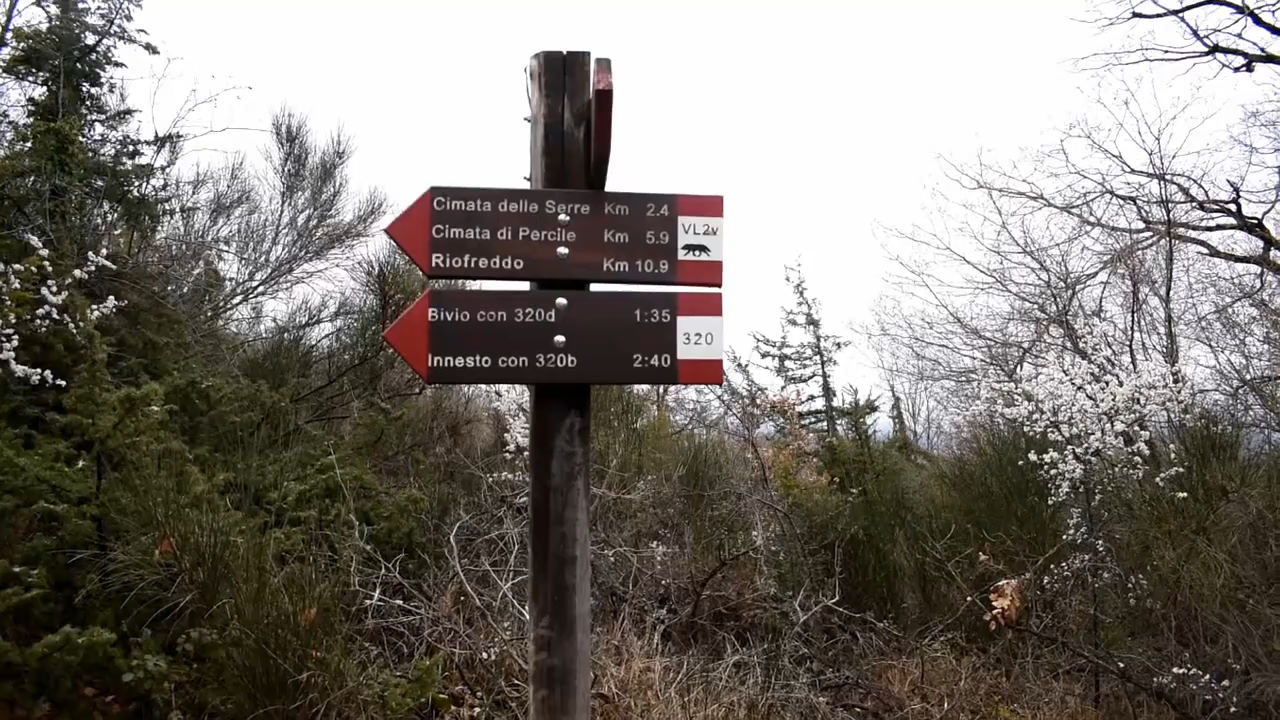 Cimata delle Serre Km 2.4
Cimata di Percile Km 5.9
Riofreddo Km 10.9
VL2v
Bivio con 320d 1:35
Innesto con 320b 2:40
320